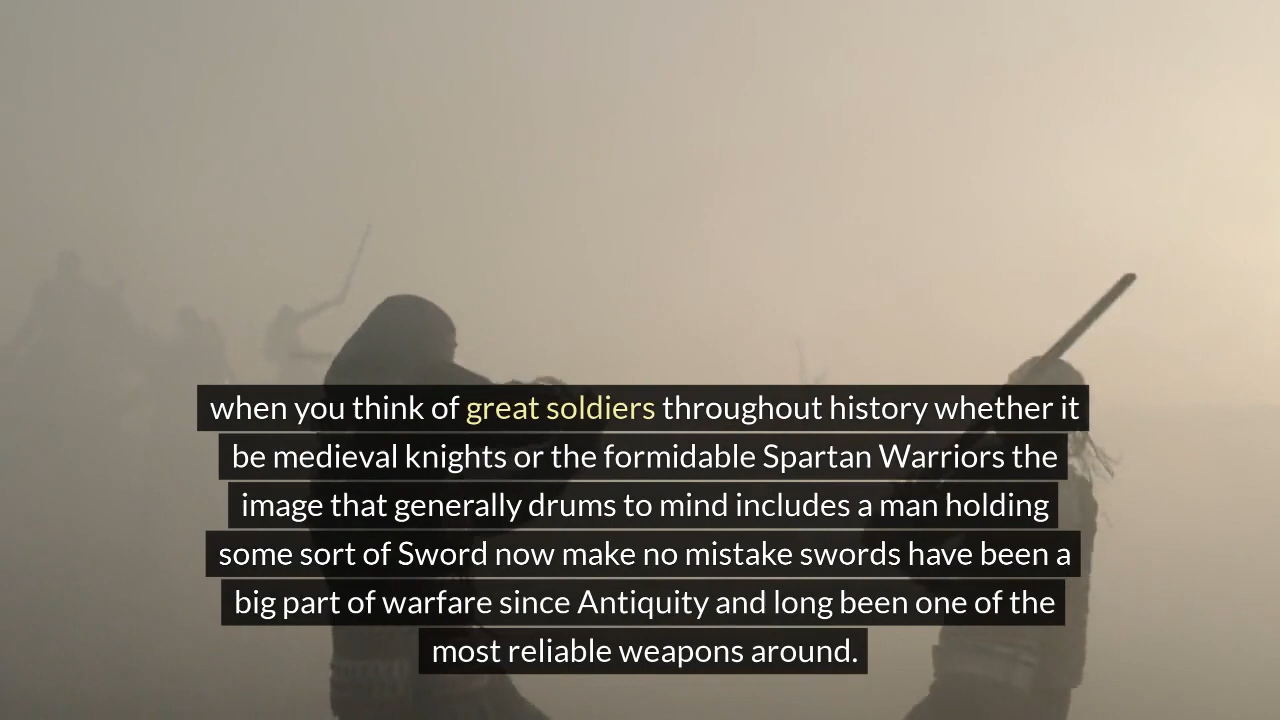 when you think of great soldiers throughout history whether it
be medieval knights or the formidable Spartan Warriors the
image that generally drums to mind includes a man holding
some sort of Sword now make no mistake swords have been a
big part of warfare since Antiquity and long been one of the
most reliable weapons around.